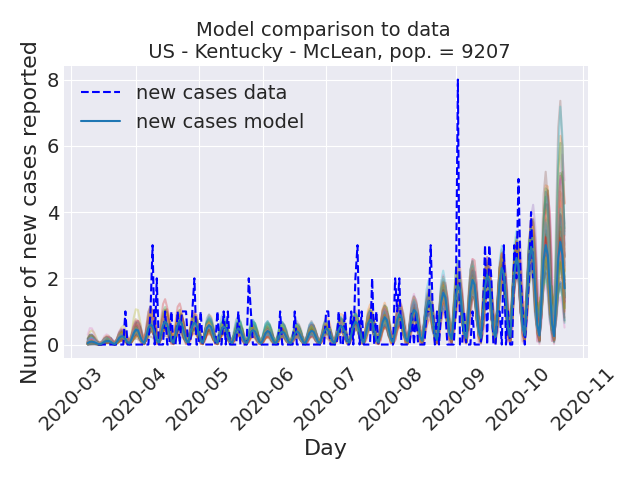 Model comparison to data
US - Kentucky - McLean, pop. = 9207
Number of new cases reported
8
6
4
2
0
new cases data
new cases model
2020-03
2020-04
2020-05
2020-06
2020-07
2020-08
2020-09
2020-10
2020-11
Day